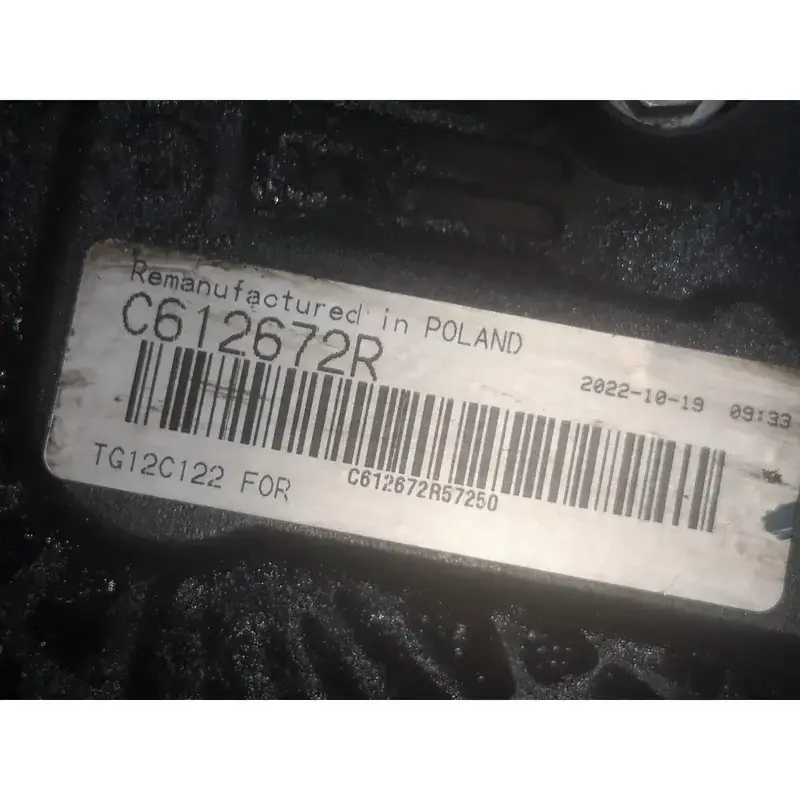 Remanufactured in POLAND
C612672R
2022-10-19 09:33
C612672R57250
TG12C122 FOR